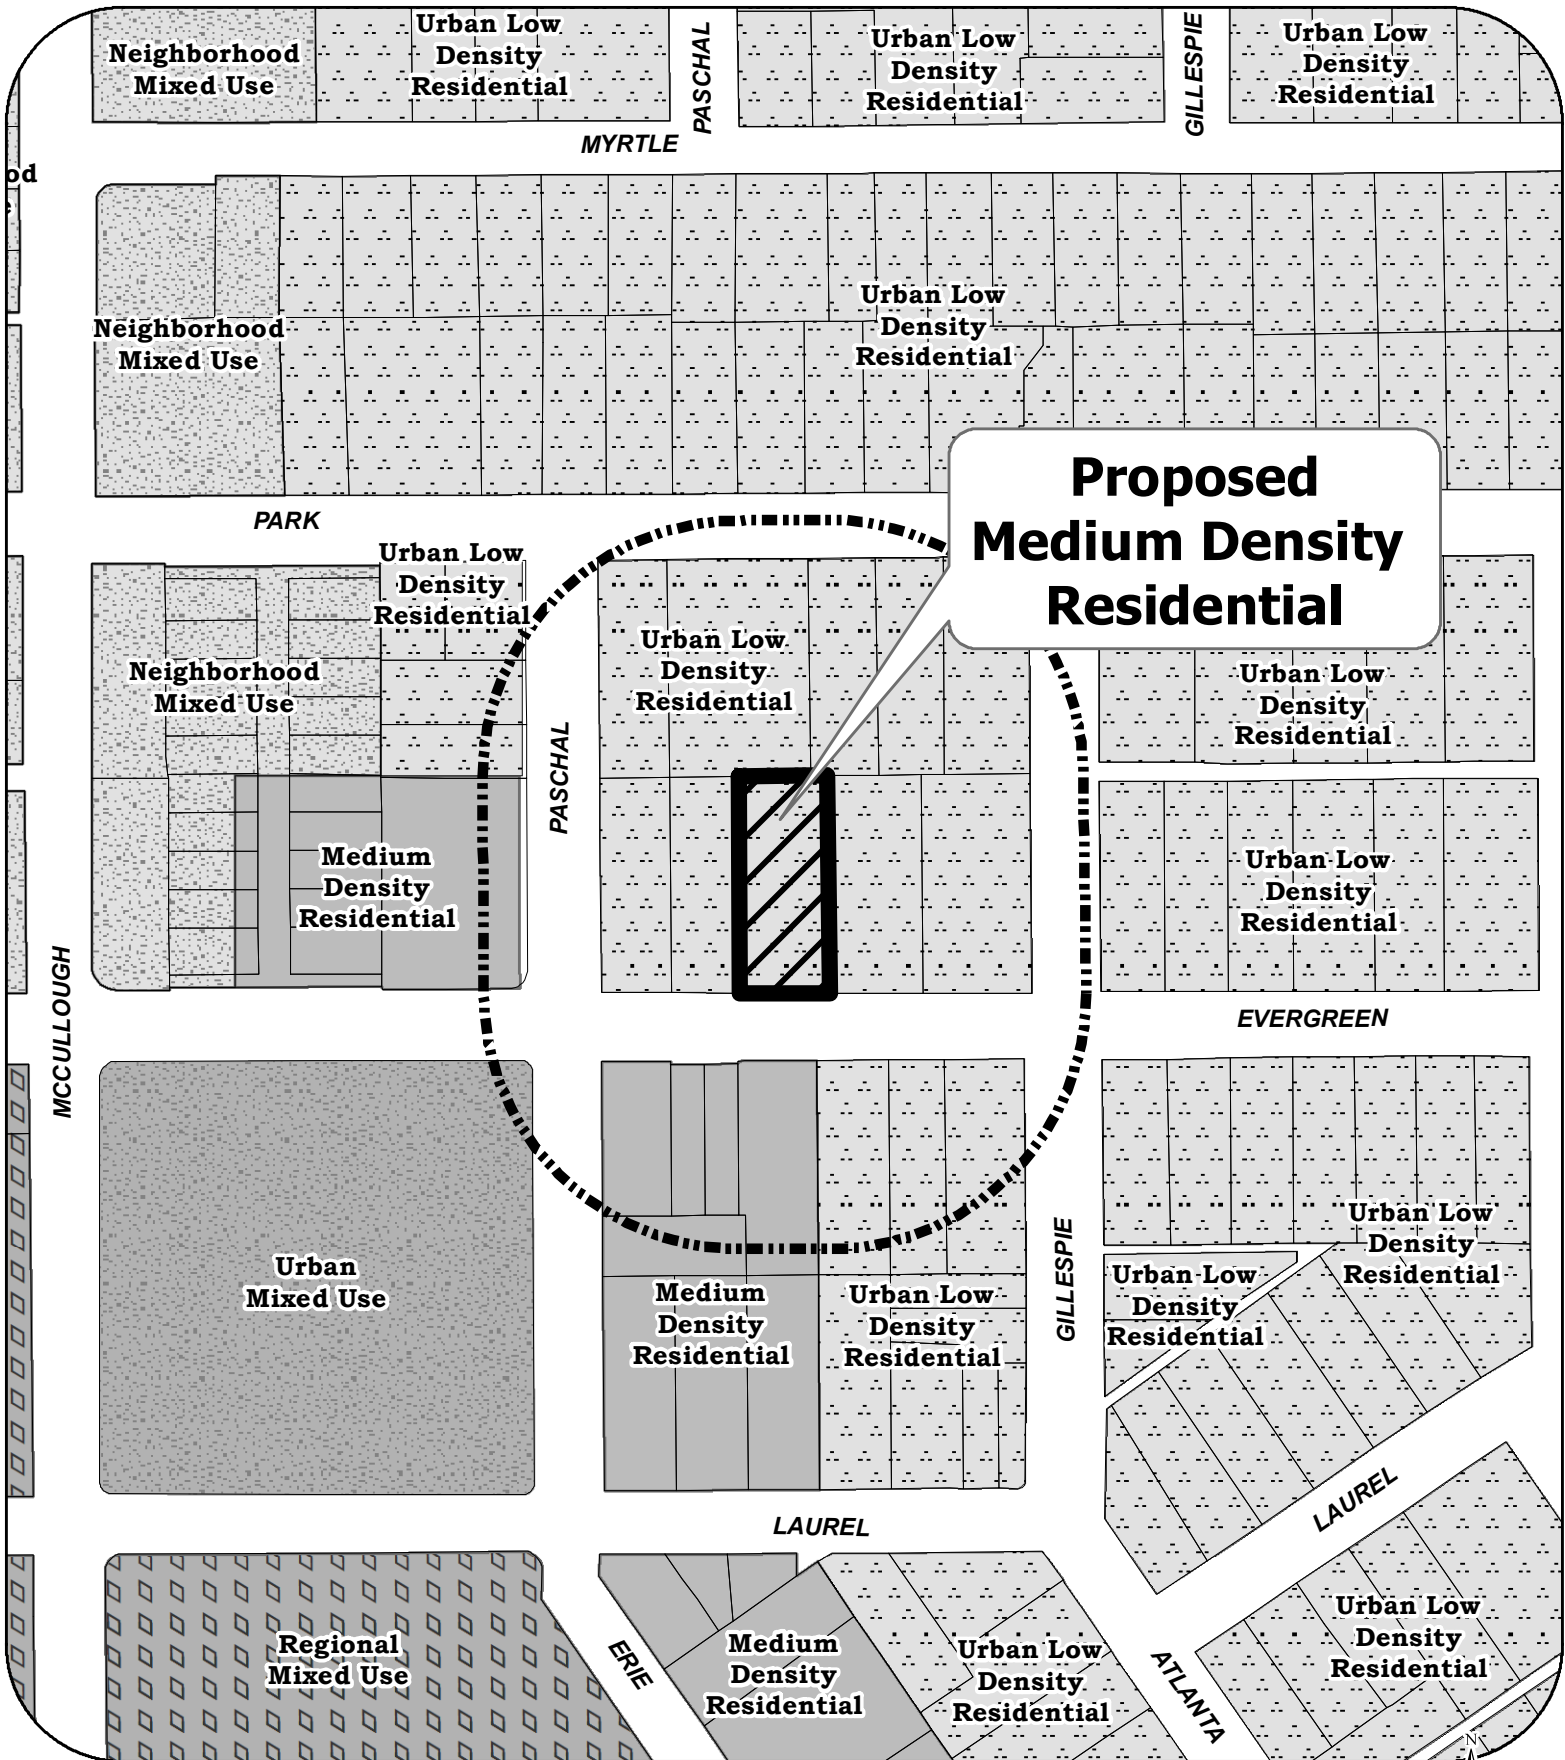 Neighborhood
Mixed Use
Urban Low
Density
Residential
PASCHAL
Urban Low
Density
Residential
GILLESPIE
Urban Low
Density
Residential
MYRTLE
od
Neighborhood
Mixed Use
Urban Low
Density
Residential
PARK
Proposed
Medium Density
Residential
Urban Low
Density
Residential
Neighborhood
Mixed Use
Urban Low
Density
Residential
Urban Low
Density
Residential
PASCHAL
Medium
Density
Residential
Urban Low
Density
Residential
MCCULLOUGH
EVERGREEN
Urban
Mixed Use
Medium
Density
Residential
Urban Low
Density
Residential
GILLESPIE
Urban Low
Density
Residential
Urban Low
Density
Residential
LAUREL
LAUREL
Regional
Mixed Use
ERIE
Medium
Density
Residential
Urban Low
Density
Residential
ATLANTA
Urban Low
Density
Residential
N